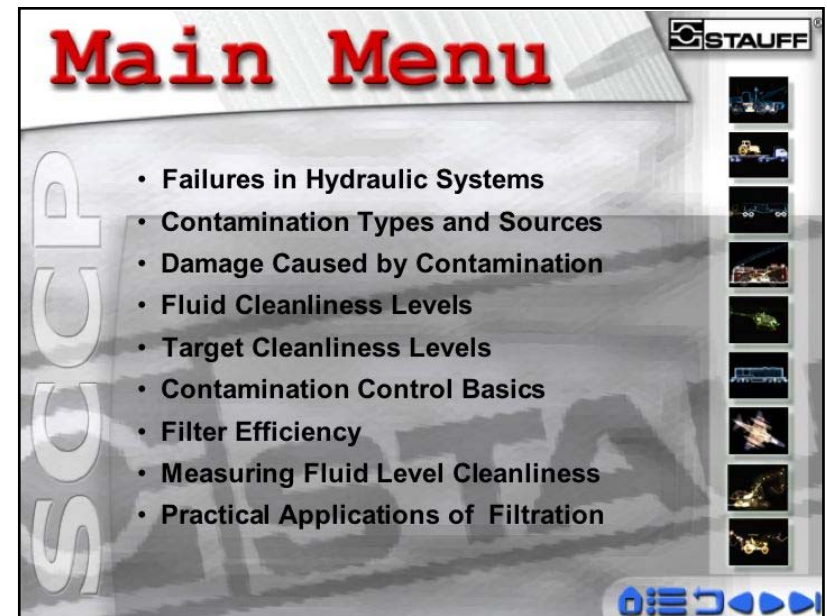 Main Menu
STAUFF®
SCCP
• Failures in Hydraulic Systems
• Contamination Types and Sources
• Damage Caused by Contamination
• Fluid Cleanliness Levels
• Target Cleanliness Levels
• Contamination Control Basics
• Filter Efficiency
• Measuring Fluid Level Cleanliness
• Practical Applications of Filtration
STAU